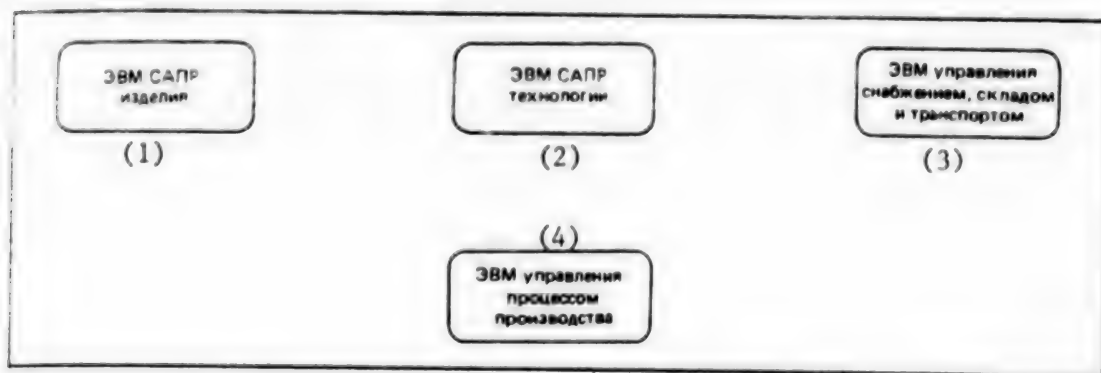 ЭВМ САПР
изделия
(1)
ЭВМ САПР
технологии
(2)
ЭВМ управления
снабжением, складом
и транспортом
(3)
(4)
ЭВМ управления
процессом
производства